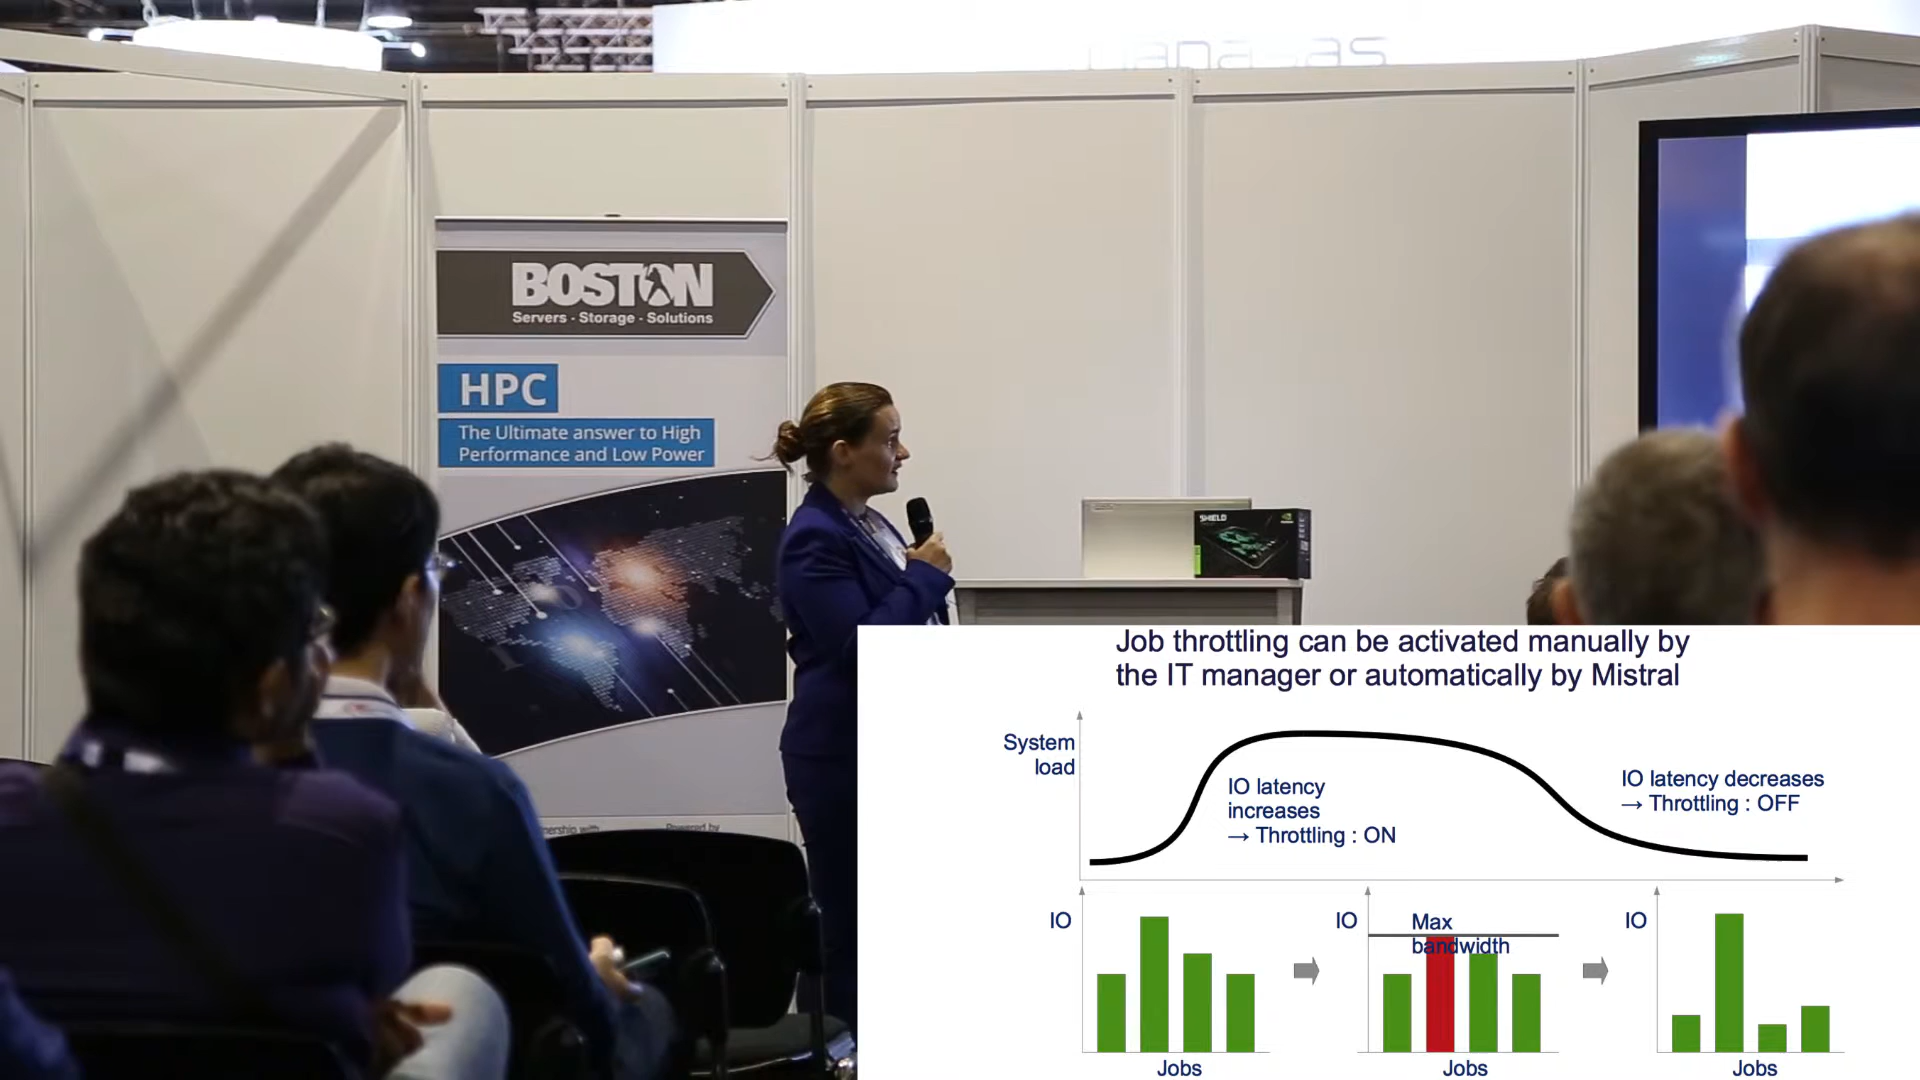 BOSTON
Servers - Storage - Solutions
HPC
The Ultimate answer to High
Performance and Low Power
Powered by
SHIELD
Job throttling can be activated manually by
the IT manager or automatically by Mistral
System
load
IO latency
increases
→ Throttling : ON
IO latency decreases
→ Throttling : OFF
IO
IO
Max
bandwidth
IO
Jobs
Jobs
Jobs